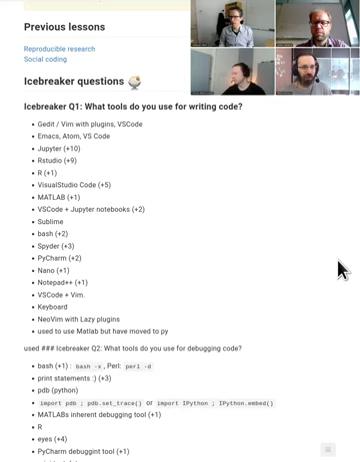 Previous lessons
Reproducible research
Social coding
Icebreaker questions
Icebreaker Q1: What tools do you use for writing code?
Gedit / Vim with plugins, VSCode
Emacs, Atom, VS Code
Jupyter (+10)
Rstudio (+9)
R (+1)
VisualStudio Code (+5)
MATLAB (+1)
VSCode + Jupyter notebooks (+2)
Sublime
bash (+2)
Spyder (+3)
PyCharm (+2)
Nano (+1)
Notepad++ (+1)
VSCode + Vim.
Keyboard
NeoVim with Lazy plugins
used to use Matlab but have moved to py
used ### Icebreaker Q2: What tools do you use for debugging code?
bash (+1) : bash -x , Perl: perl -d
print statements :) (+3)
pdb (python)
import pdb ; pdb.set_trace() or import IPython ; IPython.embed()
MATLABs inherent debugging tool (+1)
R
eyes (+4)
PyCharm debuggint tool (+1)